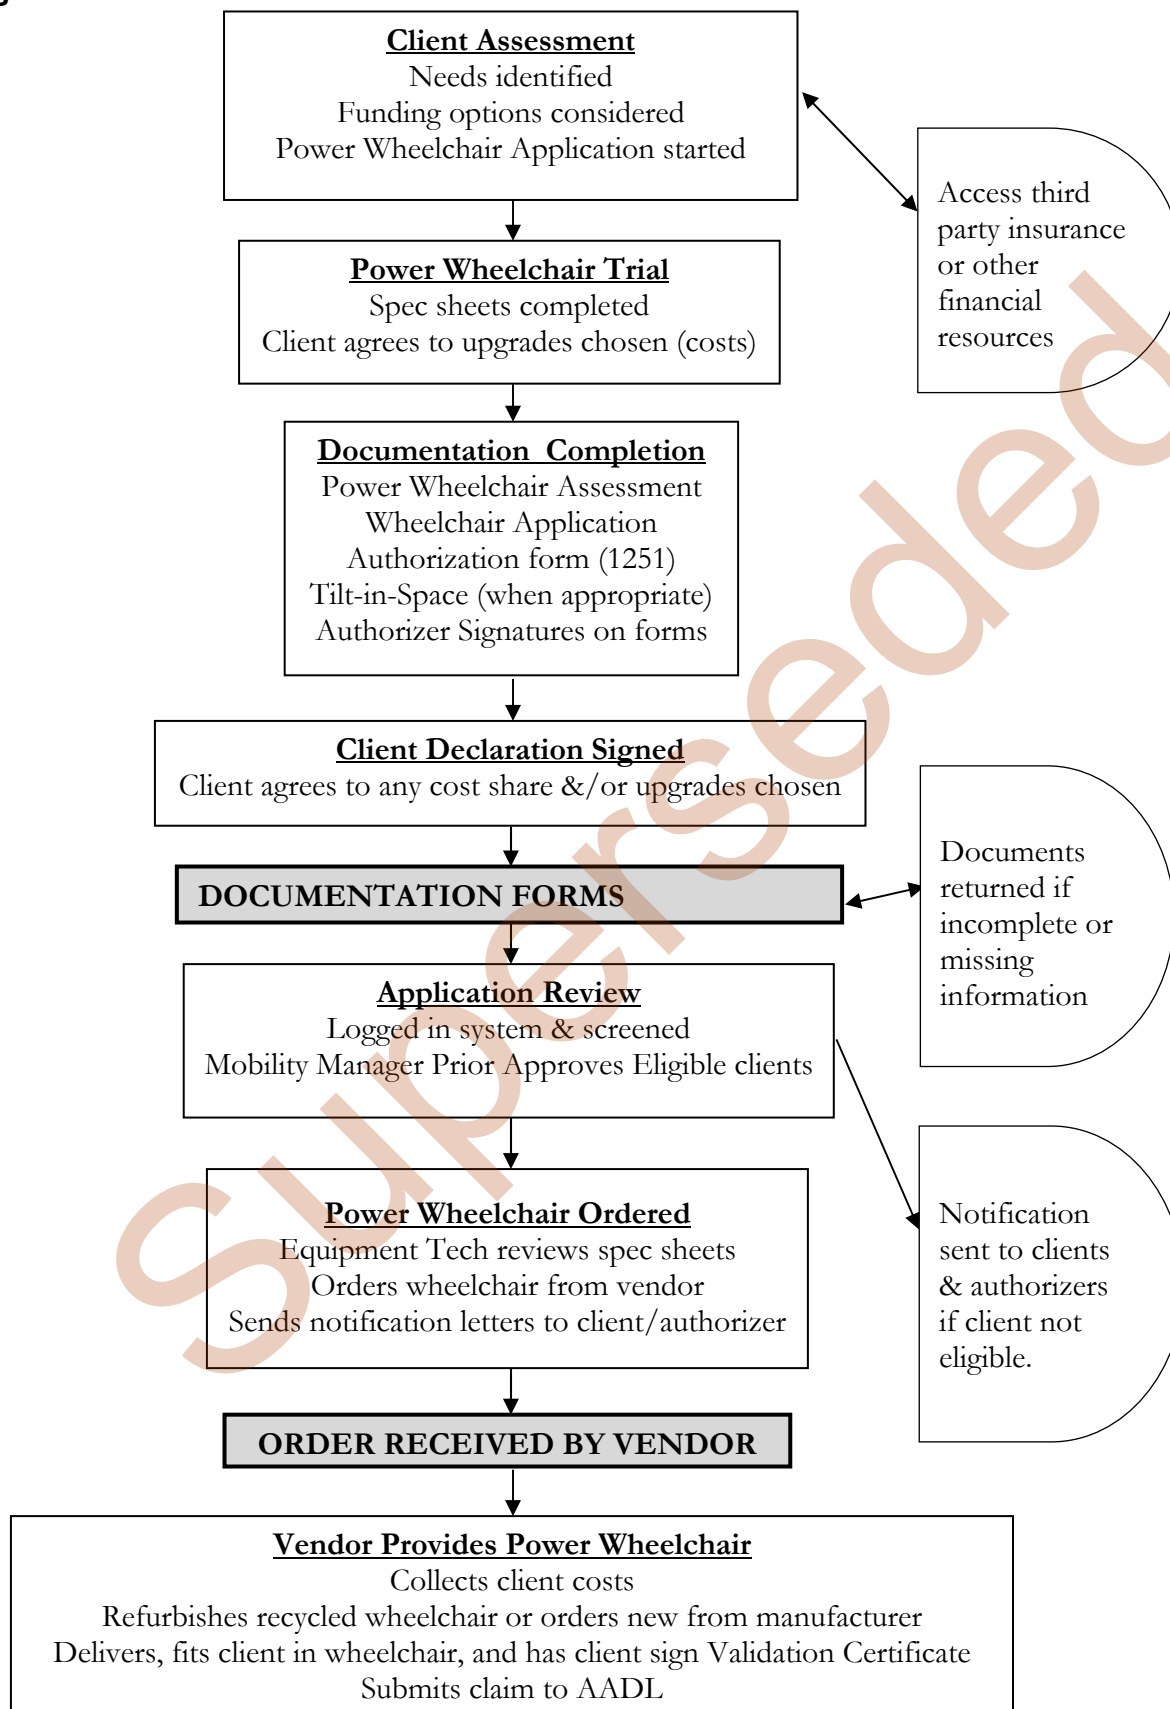 Client Assessment
Needs identified
Funding options considered
Power Wheelchair Application started
Access third
party insurance
or other
financial
resources
Power Wheelchair Trial
Spec sheets completed
Client agrees to upgrades chosen (costs)
Documentation Completion
Power Wheelchair Assessment
Wheelchair Application
Authorization form (1251)
Tilt-in-Space (when appropriate)
Authorizer Signatures on forms
Client Declaration Signed
Client agrees to any cost share &/or upgrades chosen
DOCUMENTATION FORMS
Documents
returned if
incomplete or
missing
information
Application Review
Logged in system & screened
Mobility Manager Prior Approves Eligible clients
Power Wheelchair Ordered
Equipment Tech reviews spec sheets
Orders wheelchair from vendor
Sends notification letters to client/authorizer
Notification
sent to clients
& authorizers
if client not
eligible.
ORDER RECEIVED BY VENDOR
Vendor Provides Power Wheelchair
Collects client costs
Refurbishes recycled wheelchair or orders new from manufacturer
Delivers, fits client in wheelchair, and has client sign Validation Certificate
Submits claim to AADL
Superseded